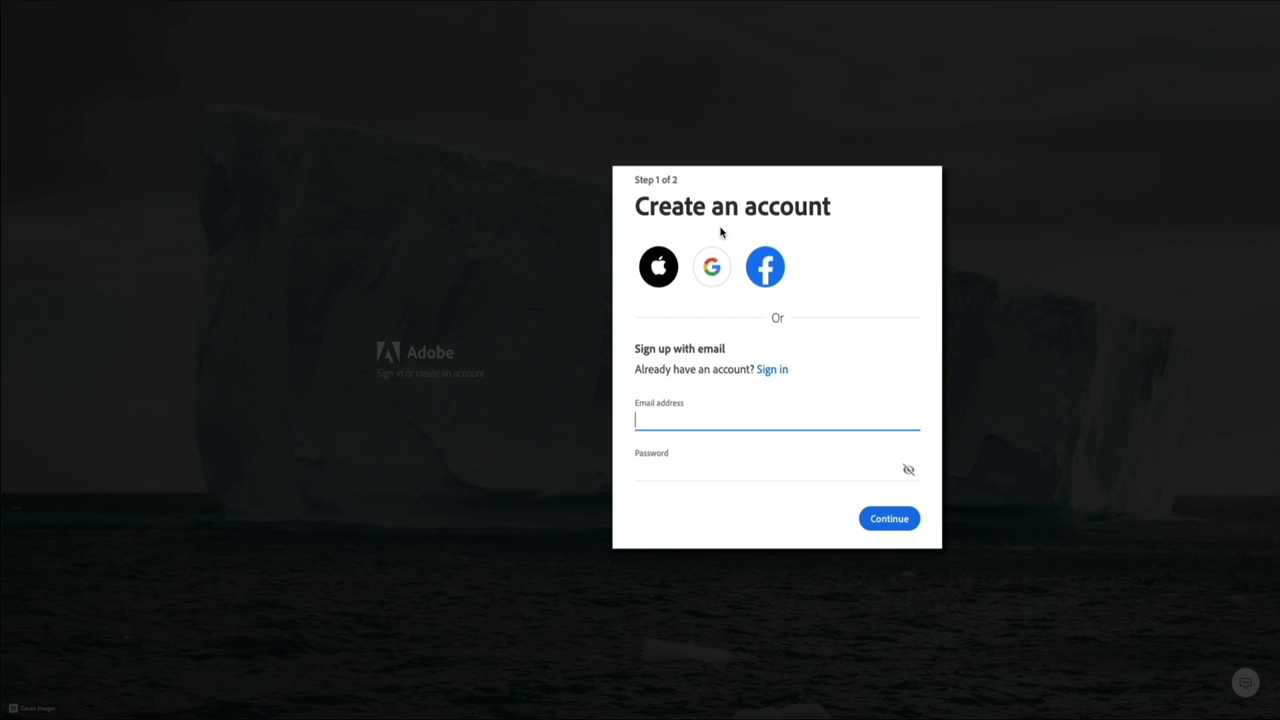 Step 1 of 2
Create an account
Or
Sign up with email
Already have an account? Sign in
Email address
Password
Continue
Adobe
Sign in or create an account